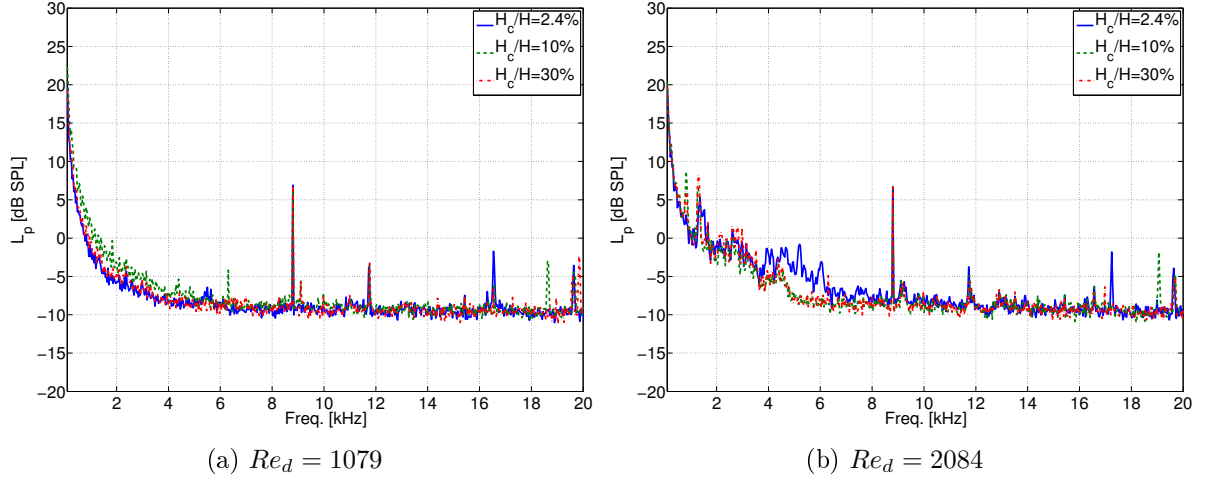 30
25
20
15
10
5
0
−5
−10
−15
−20
L_p [dB SPL]
2 4 6 8 10 12 14 16 18 20
Freq. [kHz]
H_c/H=2.4%
H_c/H=10%
H_c/H=30%
(a) Re_d = 1079
30
25
20
15
10
5
0
−5
−10
−15
−20
L_p [dB SPL]
2 4 6 8 10 12 14 16 18 20
Freq. [kHz]
H_c/H=2.4%
H_c/H=10%
H_c/H=30%
(b) Re_d = 2084